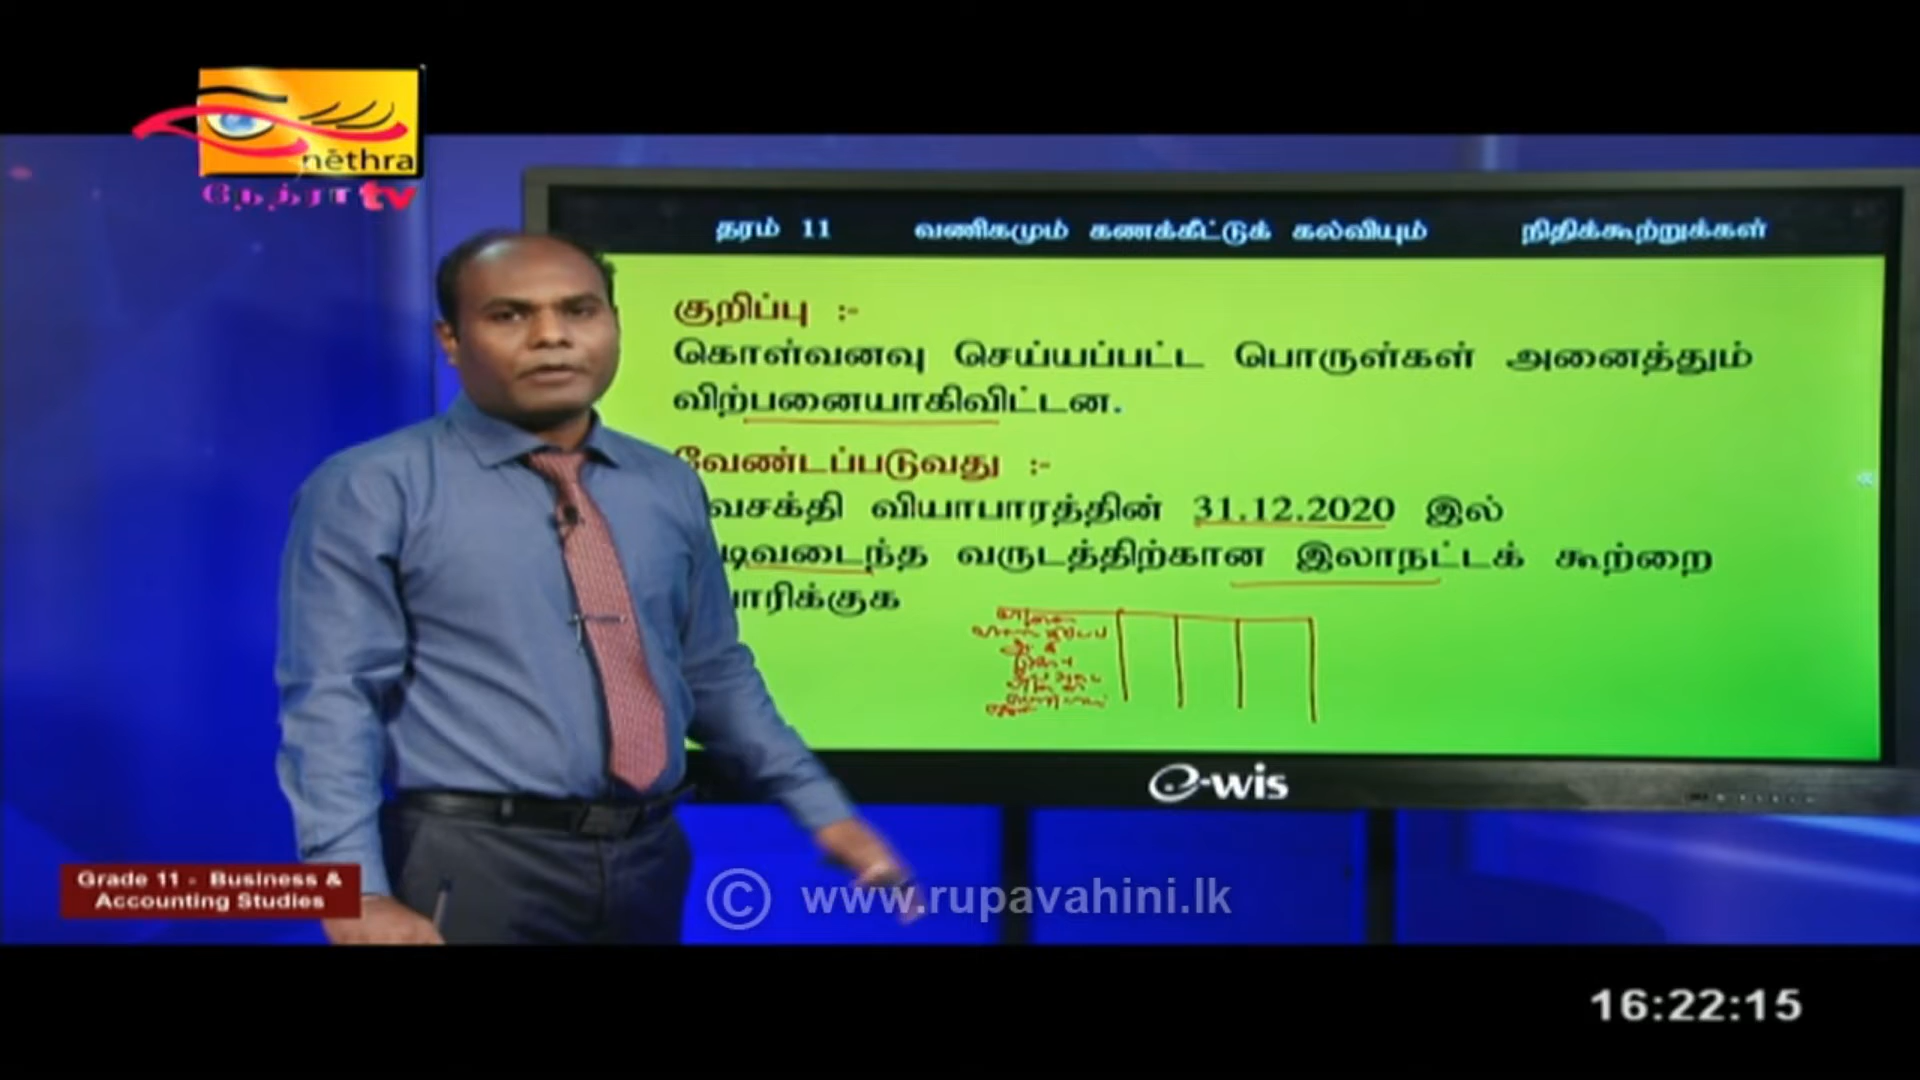 nēthra
நேத்ரா tv
தரம் 11 வணிகமும் கணக்கீட்டுக் கல்வியும் நிதிக்கூற்றுக்கள்
குறிப்பு :-
கொள்வனவு செய்யப்பட்ட பொருள்கள் அனைத்தும்
விற்பனையாகிவிட்டன.
வேண்டப்படுவது :-
வசக்தி வியாபாரத்தின் 31.12.2020 இல்
டிவடைந்த வருடத்திற்கான இலாநட்டக் கூற்றை
ாரிக்குக
e-wis
Grade 11 - Business &
Accounting Studies
© www.rupavahini.lk
16:22:15